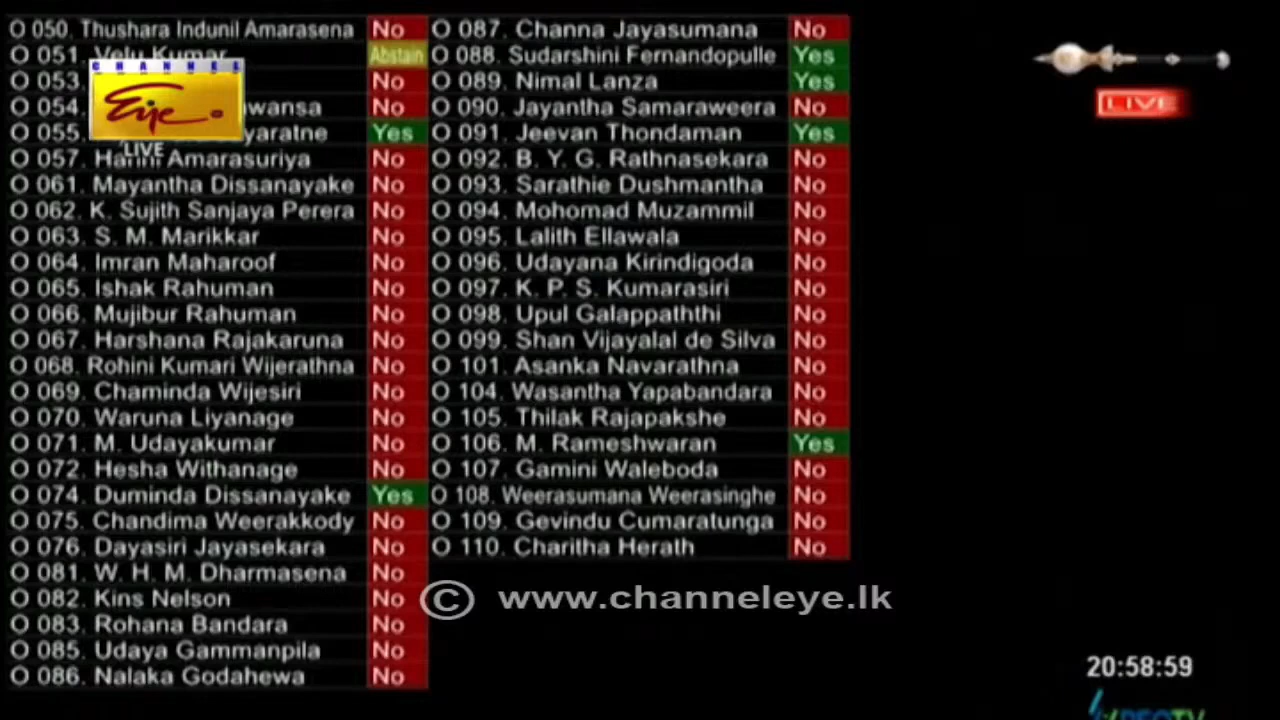 O 050. Thushara Indunil Amarasena No
O 051. Velu Kumar Abstain
O 053. No
O 054. No
O 055. Yes
O 057. Harini Amarasuriya No
O 061. Mayantha Dissanayake No
O 062. K. Sujith Sanjaya Perera No
O 063. S. M. Marikkar No
O 064. Imran Maharoof No
O 065. Ishak Rahuman No
O 066. Mujibur Rahuman No
O 067. Harshana Rajakaruna No
O 068. Rohini Kumari Wijerathna No
O 069. Chaminda Wijesiri No
O 070. Waruna Liyanage No
O 071. M. Udayakumar No
O 072. Hesha Withanage No
O 074. Duminda Dissanayake Yes
O 075. Chandima Weerakkody No
O 076. Dayasiri Jayasekara No
O 081. W. H. M. Dharmasena No
O 082. Kins Nelson No
O 083. Rohana Bandara No
O 085. Udaya Gammanpila No
O 086. Nalaka Godahewa No
O 087. Channa Jayasumana No
O 088. Sudarshini Fernandopulle Yes
O 089. Nimal Lanza Yes
O 090. Jayantha Samaraweera No
O 091. Jeevan Thondaman Yes
O 092. B. Y. G. Rathnasekara No
O 093. Sarathie Dushmantha No
O 094. Mohomad Muzammil No
O 095. Lalith Ellawala No
O 096. Udayana Kirindigoda No
O 097. K. P. S. Kumarasiri No
O 098. Upul Galappaththi No
O 099. Shan Vijayalal de Silva No
O 101. Asanka Navarathna No
O 104. Wasantha Yapabandara No
O 105. Thilak Rajapakshe No
O 106. M. Rameshwaran Yes
O 107. Gamini Waleboda No
O 108. Weerasumana Weerasinghe No
O 109. Gevindu Cumaratunga No
O 110. Charitha Herath No
CHANNEL
Eye
LIVE
LIVE
© www.channeleye.lk
20:58:59